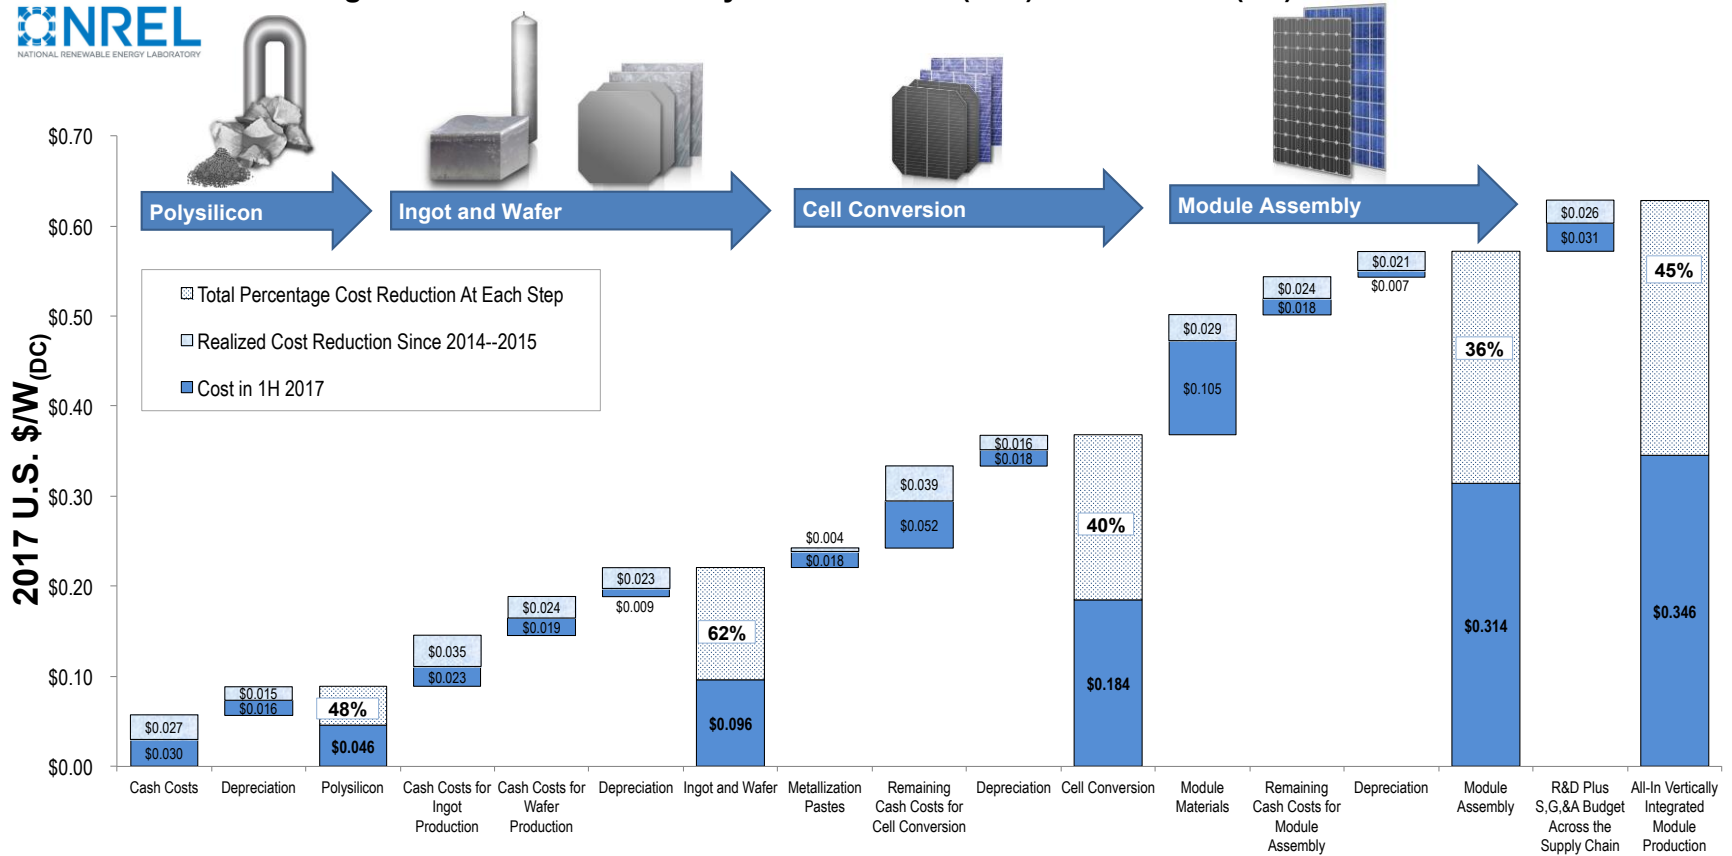 NREL
NATIONAL RENEWABLE ENERGY LABORATORY
Polysilicon
Ingot and Wafer
Cell Conversion
Module Assembly
Total Percentage Cost Reduction At Each Step
Realized Cost Reduction Since 2014--2015
Cost in 1H 2017
2017 U.S. $/W(DC)
$0.70
$0.60
$0.50
$0.40
$0.30
$0.20
$0.10
$0.00
$0.027
$0.030
$0.015
$0.016
48%
$0.046
$0.035
$0.023
$0.024
$0.019
$0.023
$0.009
62%
$0.096
$0.004
$0.018
$0.039
$0.052
$0.016
$0.018
40%
$0.184
$0.029
$0.105
$0.024
$0.018
$0.021
$0.007
36%
$0.314
$0.026
$0.031
45%
$0.346
Cash Costs
Depreciation
Polysilicon
Cash Costs for
Ingot
Production
Cash Costs for
Wafer
Production
Depreciation
Ingot and Wafer
Metallization
Pastes
Remaining
Cash Costs for
Cell Conversion
Depreciation
Cell Conversion
Module
Materials
Remaining
Cash Costs for
Module
Assembly
Depreciation
Module
Assembly
R&D Plus
S,G,&A Budget
Across the
Supply Chain
All-In Vertically
Integrated
Module
Production